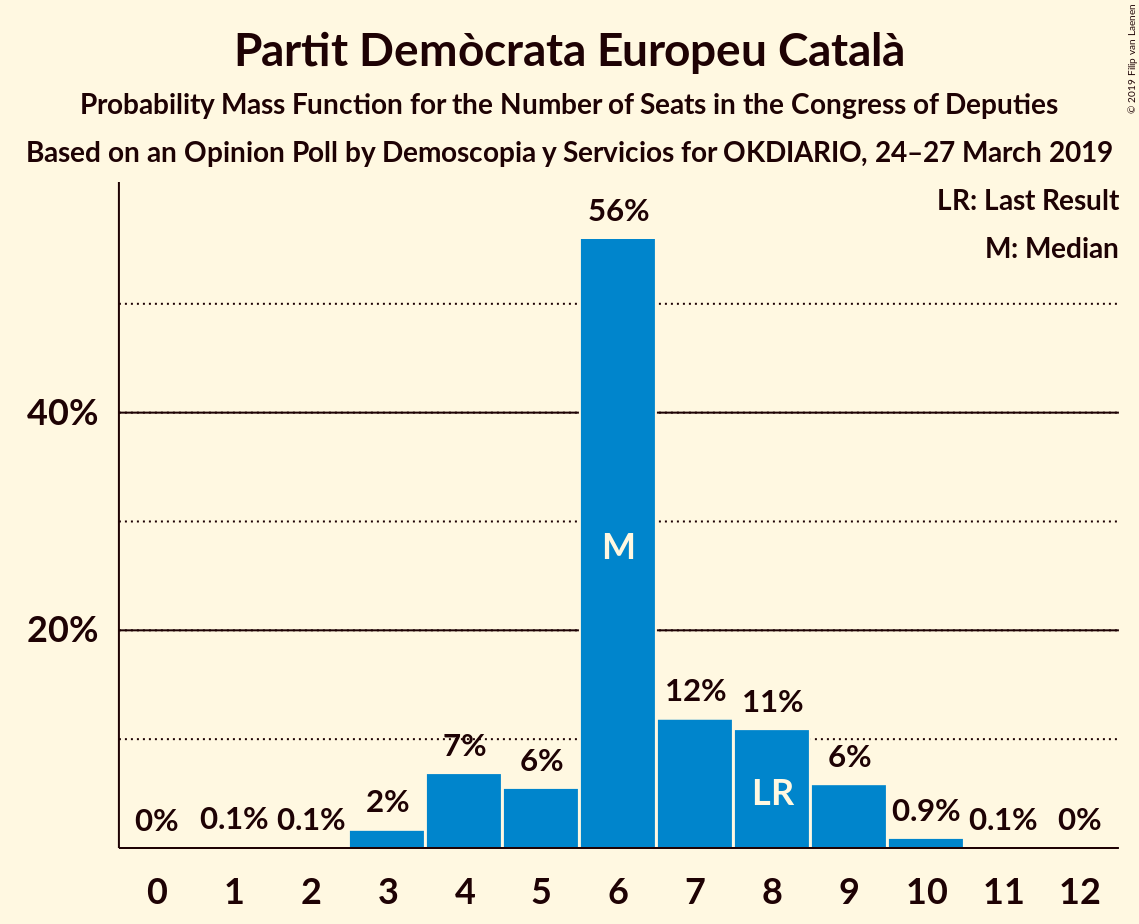 Partit Demòcrata Europeu Català
Probability Mass Function for the Number of Seats in the Congress of Deputies
Based on an Opinion Poll by Demoscopia y Servicios for OKDIARIO, 24–27 March 2019
© 2019 Filip van Laenen
LR: Last Result
M: Median
56%
40%
M
20%
12%
11%
7%
6%
6%
2%
LR
0%
0.1%
0.1%
0.9%
0.1%
0%
0 1 2 3 4 5 6 7 8 9 10 11 12